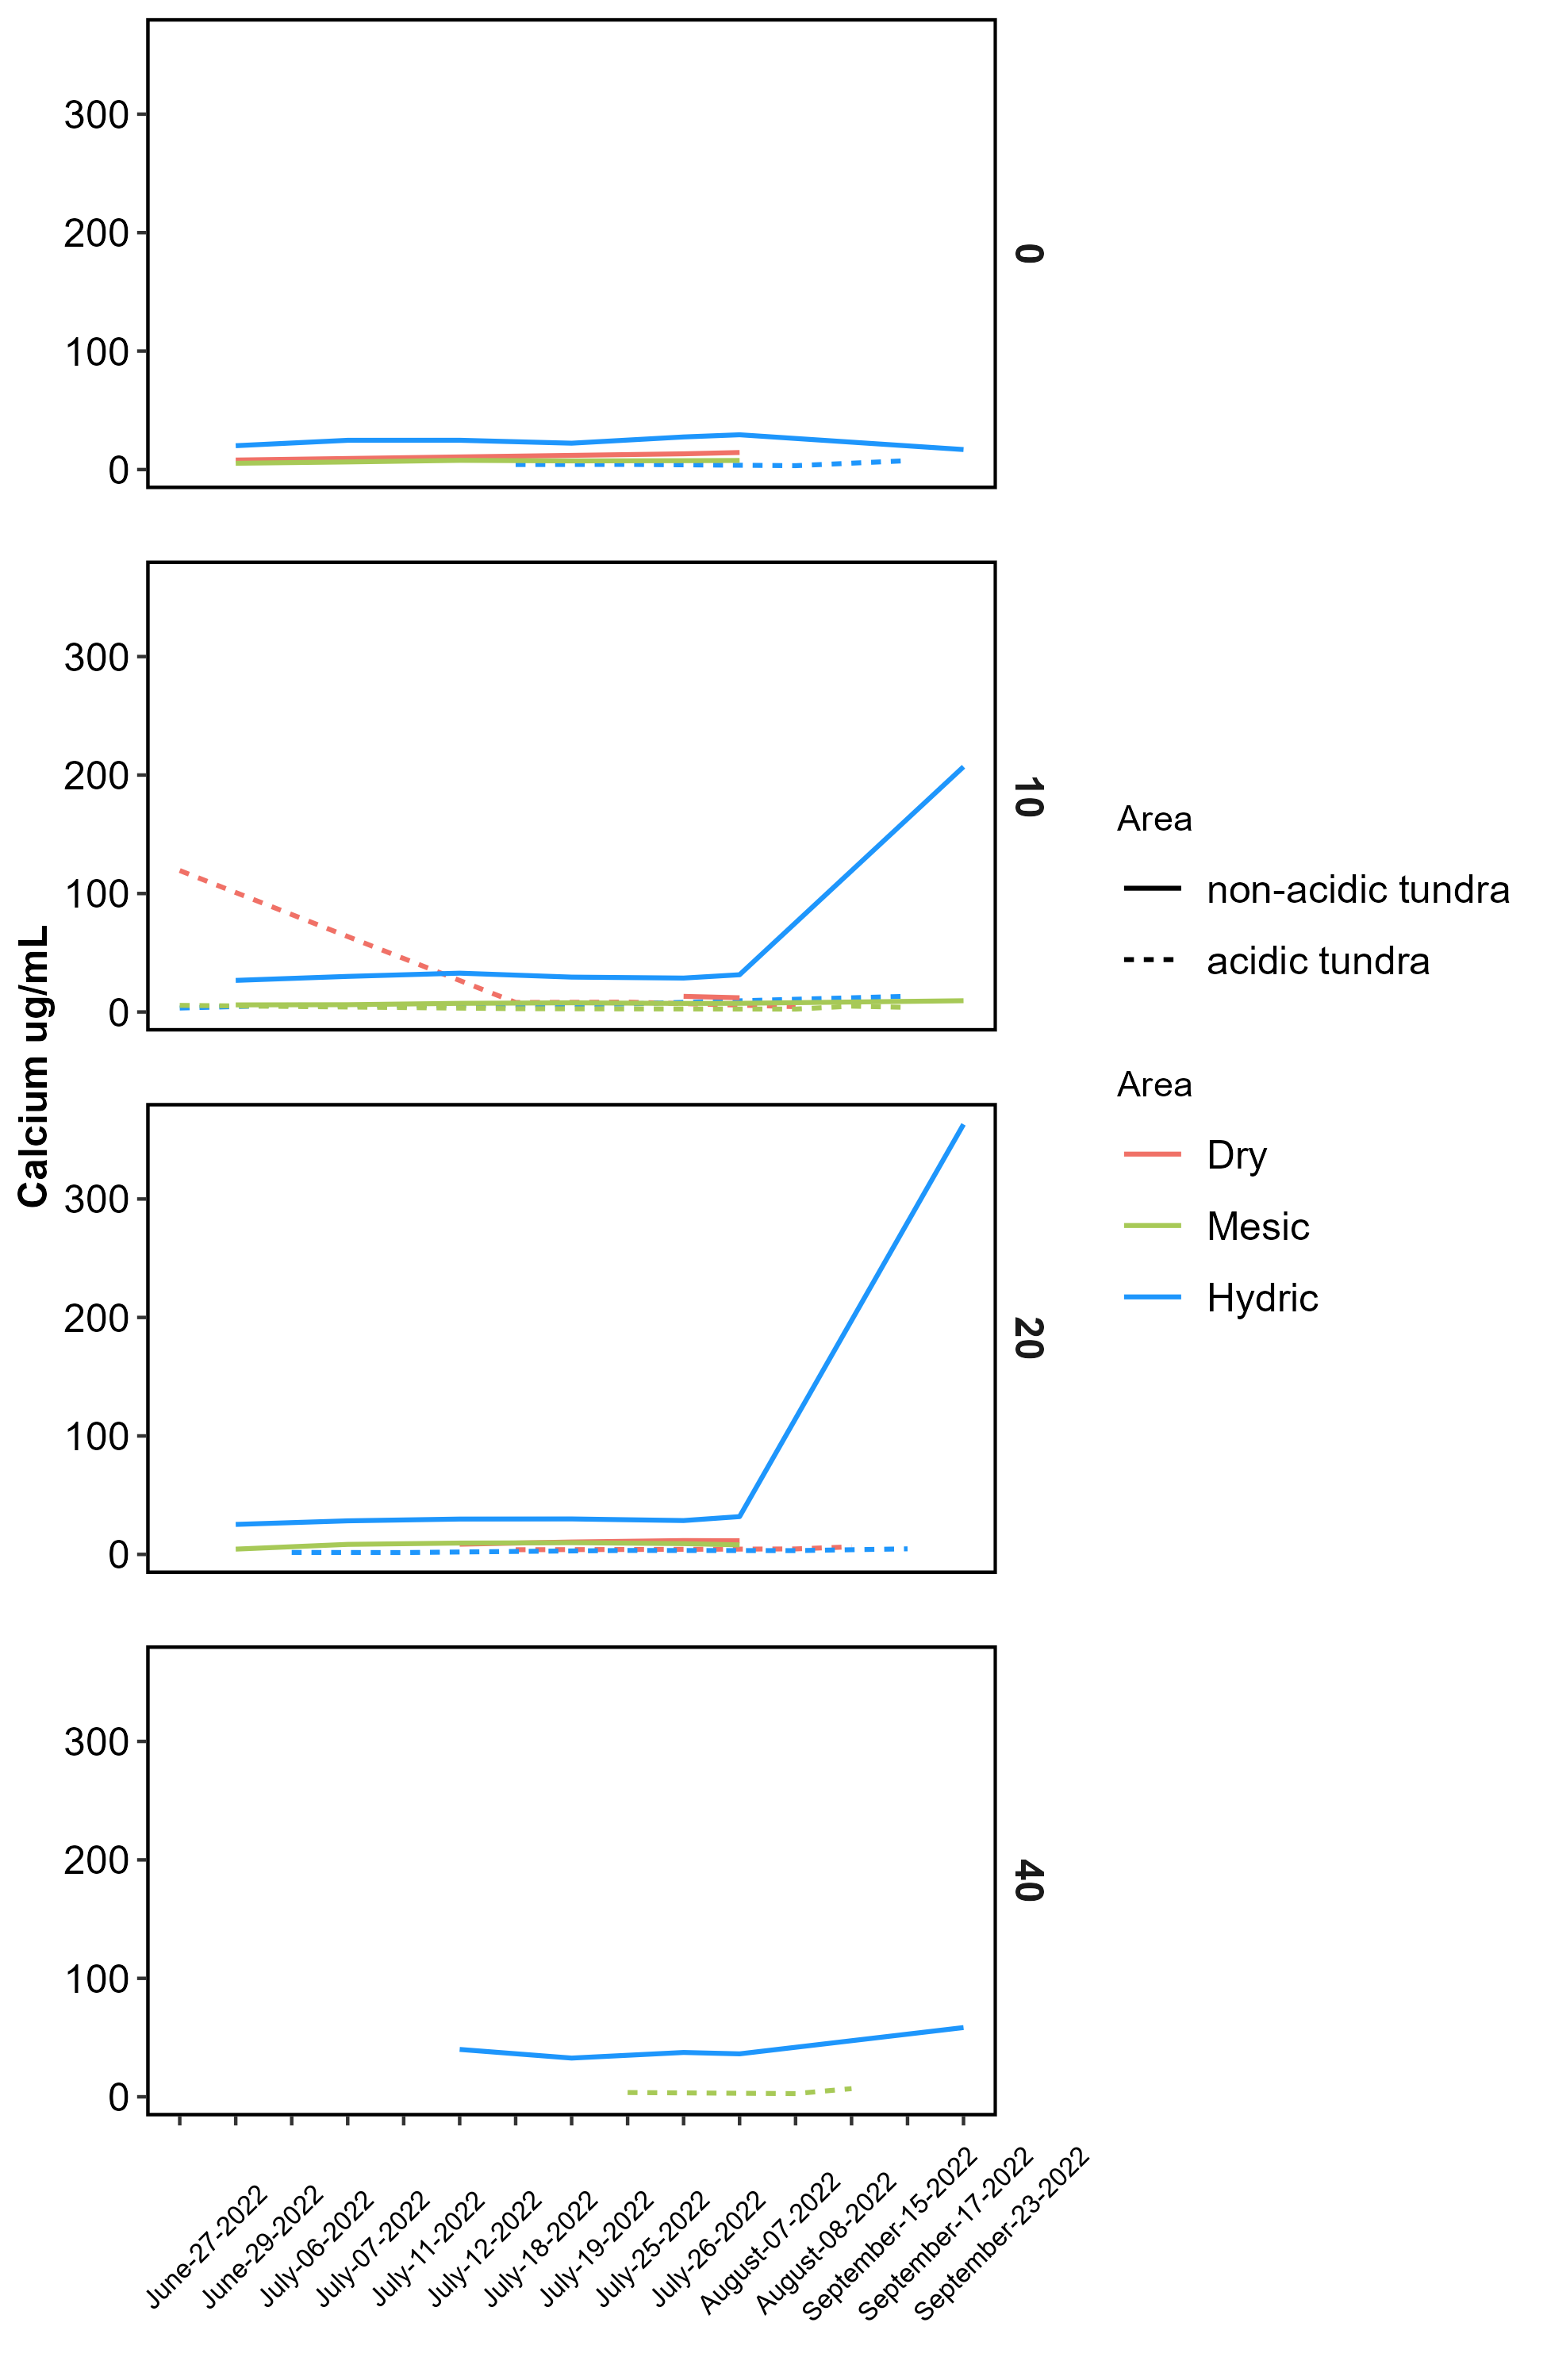 300
200
100
0
0
300
200
100
0
10
Calcium ug/mL
Area
non-acidic tundra
acidic tundra
Area
Dry
Mesic
Hydric
300
200
100
0
20
300
200
100
0
40
June-27-2022
June-29-2022
July-06-2022
July-07-2022
July-11-2022
July-12-2022
July-18-2022
July-19-2022
July-25-2022
July-26-2022
August-07-2022
August-08-2022
September-15-2022
September-17-2022
September-23-2022